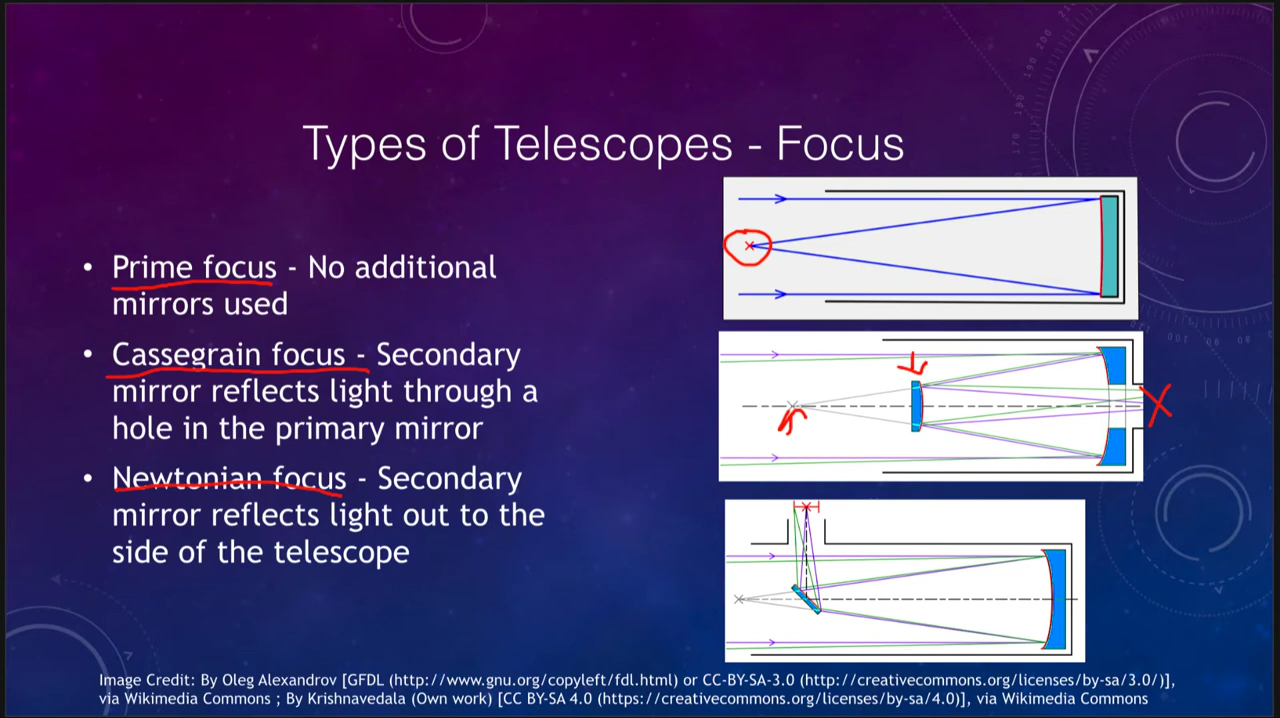 Types of Telescopes - Focus
• Prime focus - No additional
mirrors used
• Cassegrain focus - Secondary
mirror reflects light through a
hole in the primary mirror
• Newtonian focus - Secondary
mirror reflects light out to the
side of the telescope
Image Credit: By Oleg Alexandrov [GFDL (http://www.gnu.org/copyleft/fdl.html) or CC-BY-SA-3.0 (http://creativecommons.org/licenses/by-sa/3.0/)],
via Wikimedia Commons ; By Krishnavedala (Own work) [CC BY-SA 4.0 (https://creativecommons.org/licenses/by-sa/4.0)], via Wikimedia Commons